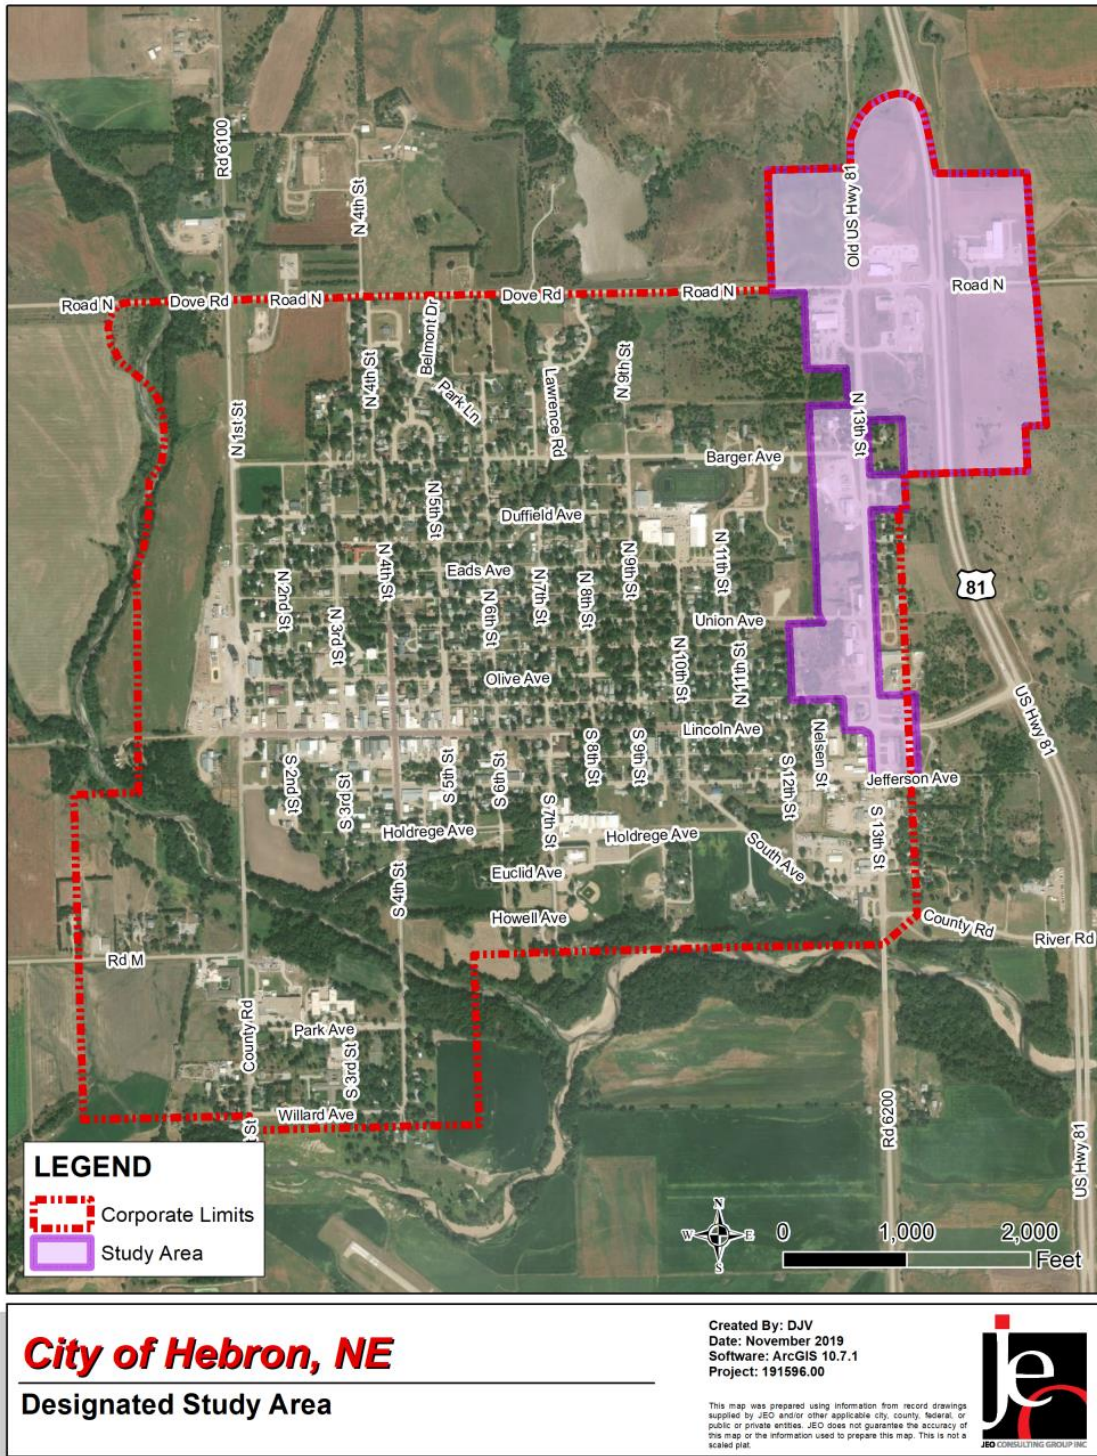 Rd 6100
N 4th St
Old US Hwy 81
Road N
Dove Rd
Road N
Dove Rd
Road N
Road N
Belmont Dr
N 4th St
Park Ln
Lawrence Rd
N 9th St
N 13th St
N 1st St
Barger Ave
N 5th St
Duffield Ave
N 4th St
Eads Ave
N 2nd St
N 3rd St
N 6th St
N 7th St
N 8th St
N 9th St
N 11th St
81
Union Ave
N 10th St
N 11th St
Olive Ave
US Hwy 81
Lincoln Ave
Nelsen St
S 2nd St
S 3rd St
S 5th St
S 6th St
S 8th St
S 9th St
S 12th St
Jefferson Ave
S 7th St
Holdrege Ave
Holdrege Ave
S 13th St
South Ave
Euclid Ave
S 4th St
Howell Ave
County Rd
River Rd
Rd M
County Rd
Park Ave
S 3rd St
Willard Ave
St
Rd 6200
US Hwy 81
LEGEND
Corporate Limits
Study Area
N
W E
S
0 1,000 2,000
Feet
City of Hebron, NE
Designated Study Area
Created By: DJV
Date: November 2019
Software: ArcGIS 10.7.1
Project: 191596.00
This map was prepared using information from record drawings
supplied by JEO and/or other applicable city, county, federal, or
public or private entities. JEO does not guarantee the accuracy of
this map or the information used to prepare this map. This is not a
scaled plat.
jeo
JEO CONSULTING GROUP INC